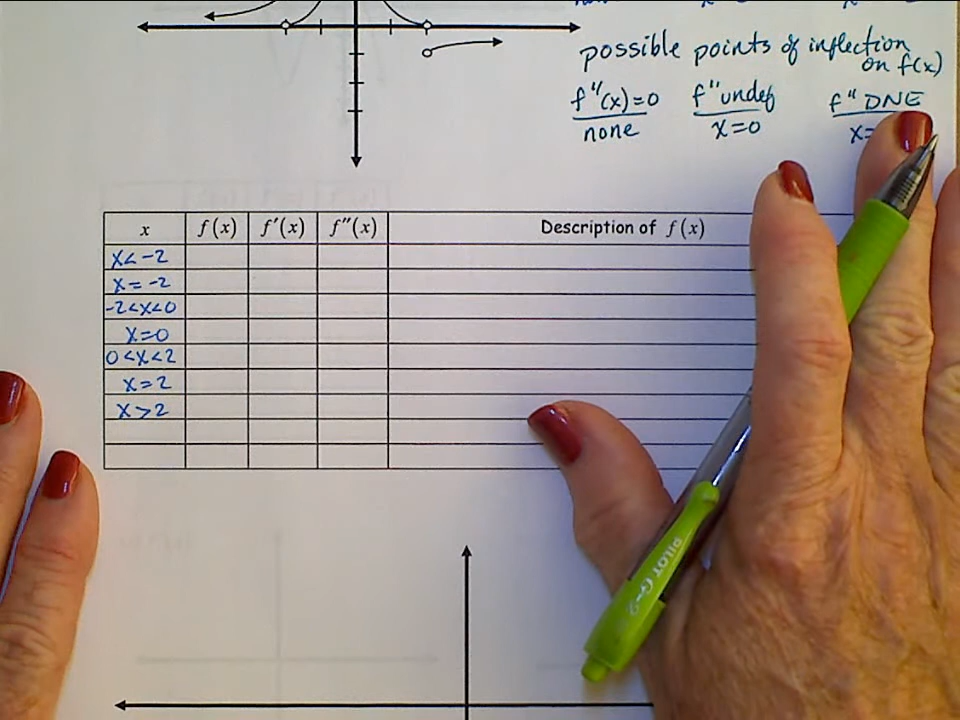 possible points of inflection
on f(x)
f"(x)=0 f" undef f" DNE
none x=0 x=
x f(x) f'(x) f"(x) Description of f(x)
x<-2
x=-2
-2<x<0
x=0
0<x<2
x=2
x>2
PILOT G-2